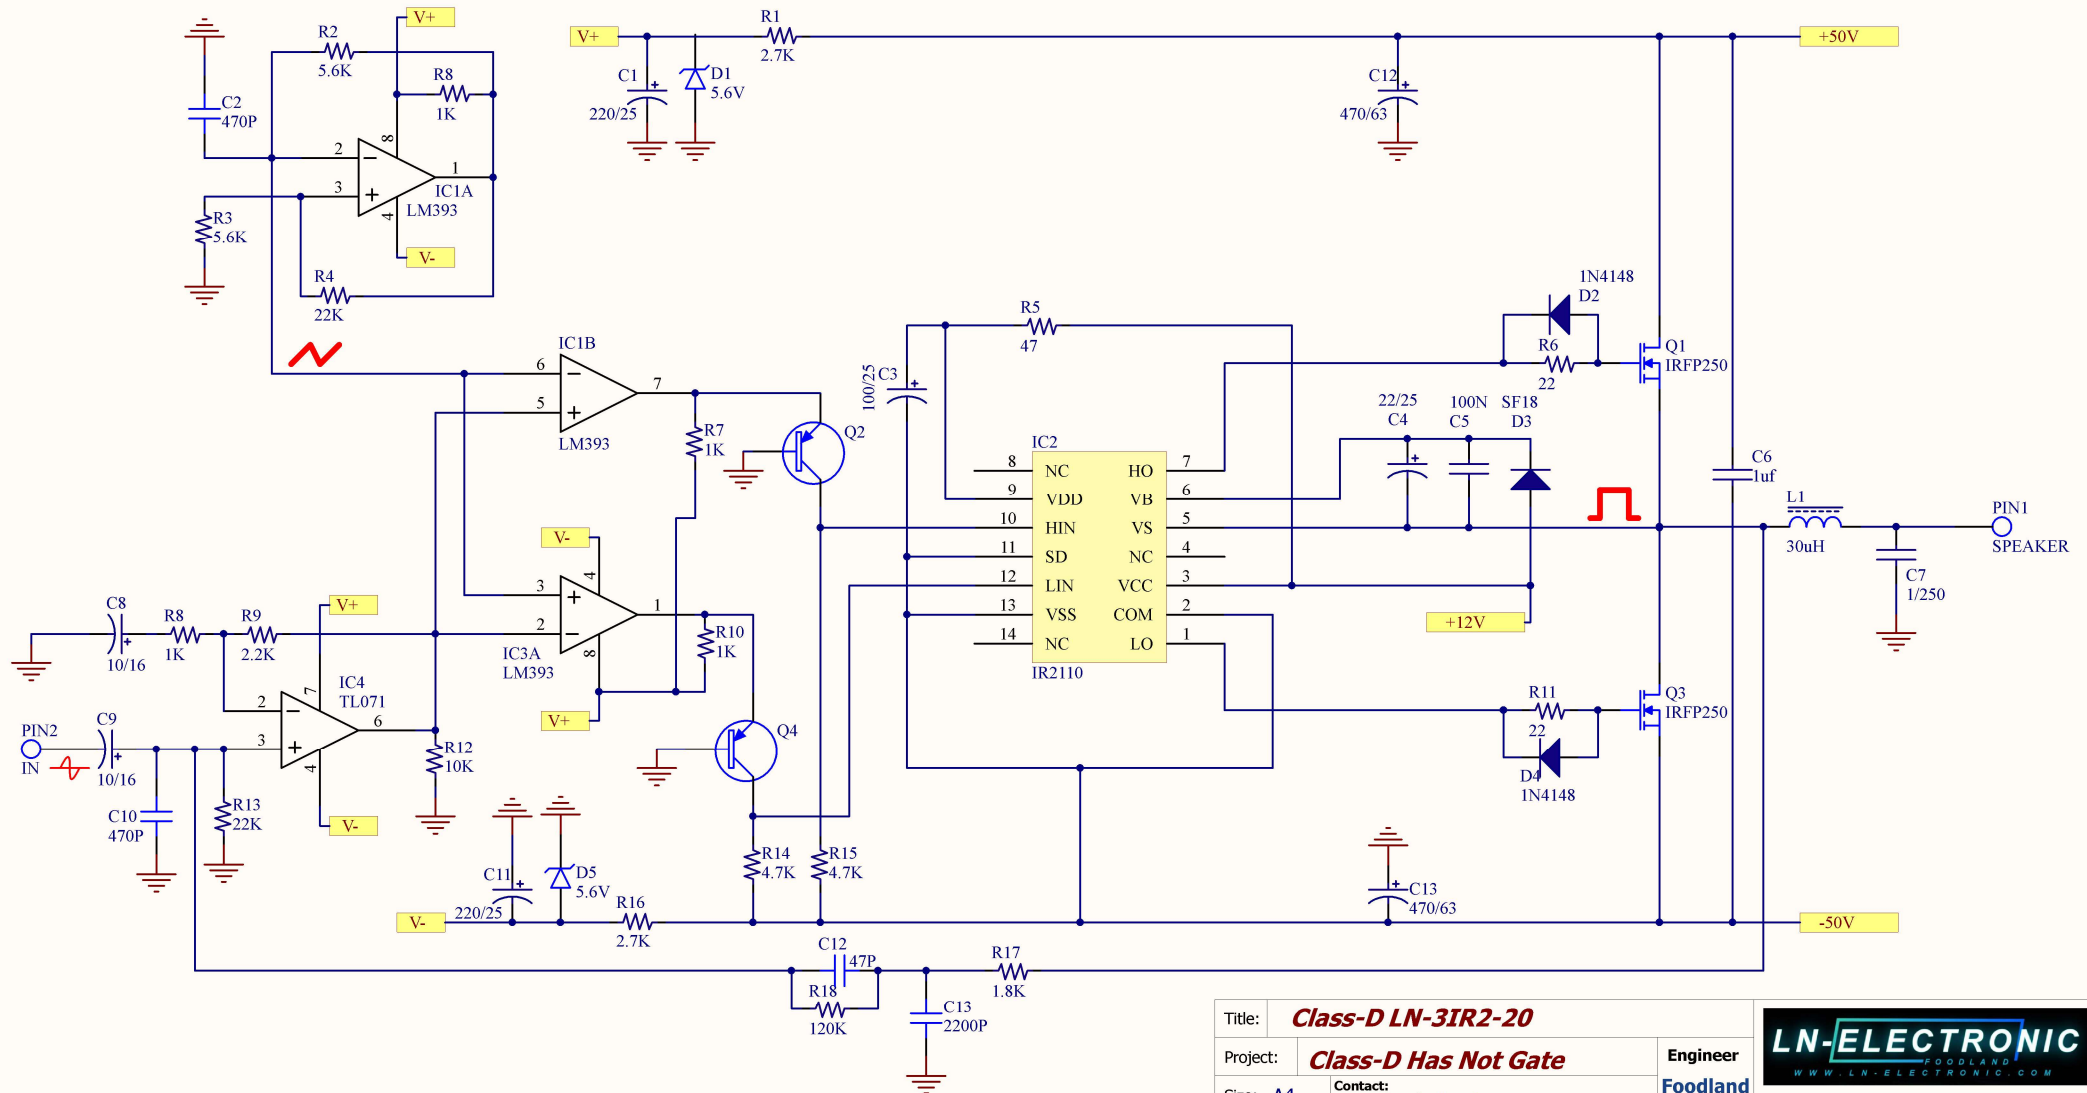 V+
R2
5.6K
R8
1K
C2
470P
8
2
3
1
4
IC1A
LM393
R3
5.6K
V-
R4
22K
V+
C1
220/25
D1
5.6V
R1
2.7K
C12
470/63
+50V
IC1B
6
5
7
LM393
R7
1K
Q2
V-
4
3
2
1
8
IC3A
LM393
R10
1K
V+
Q4
C8
10/16
R8
1K
R9
2.2K
V+
IC4
TL071
7
2
3
6
4
PIN2
IN
C9
10/16
C10
470P
R13
22K
V-
R12
10K
R5
47
100/25
C3
IC2
8 NC HO 7
9 VDD VB 6
10 HIN VS 5
11 SD NC 4
12 LIN VCC 3
13 VSS COM 2
14 NC LO 1
IR2110
1N4148
D2
R6
22
Q1
IRFP250
22/25
C4
100N
C5
SF18
D3
+12V
C6
1uf
L1
30uH
PIN1
SPEAKER
C7
1/250
R11
22
Q3
IRFP250
D4
1N4148
C11
220/25
D5
5.6V
R14
4.7K
R15
4.7K
V-
R16
2.7K
C13
470/63
-50V
C12
47P
R18
120K
R17
1.8K
C13
2200P
Title: Class-D LN-3IR2-20
Project: Class-D Has Not Gate
Engineer
Foodland
Size: A4
Contact:
LN-ELECTRONIC
FOODLAND
WWW.LN-ELECTRONIC.COM